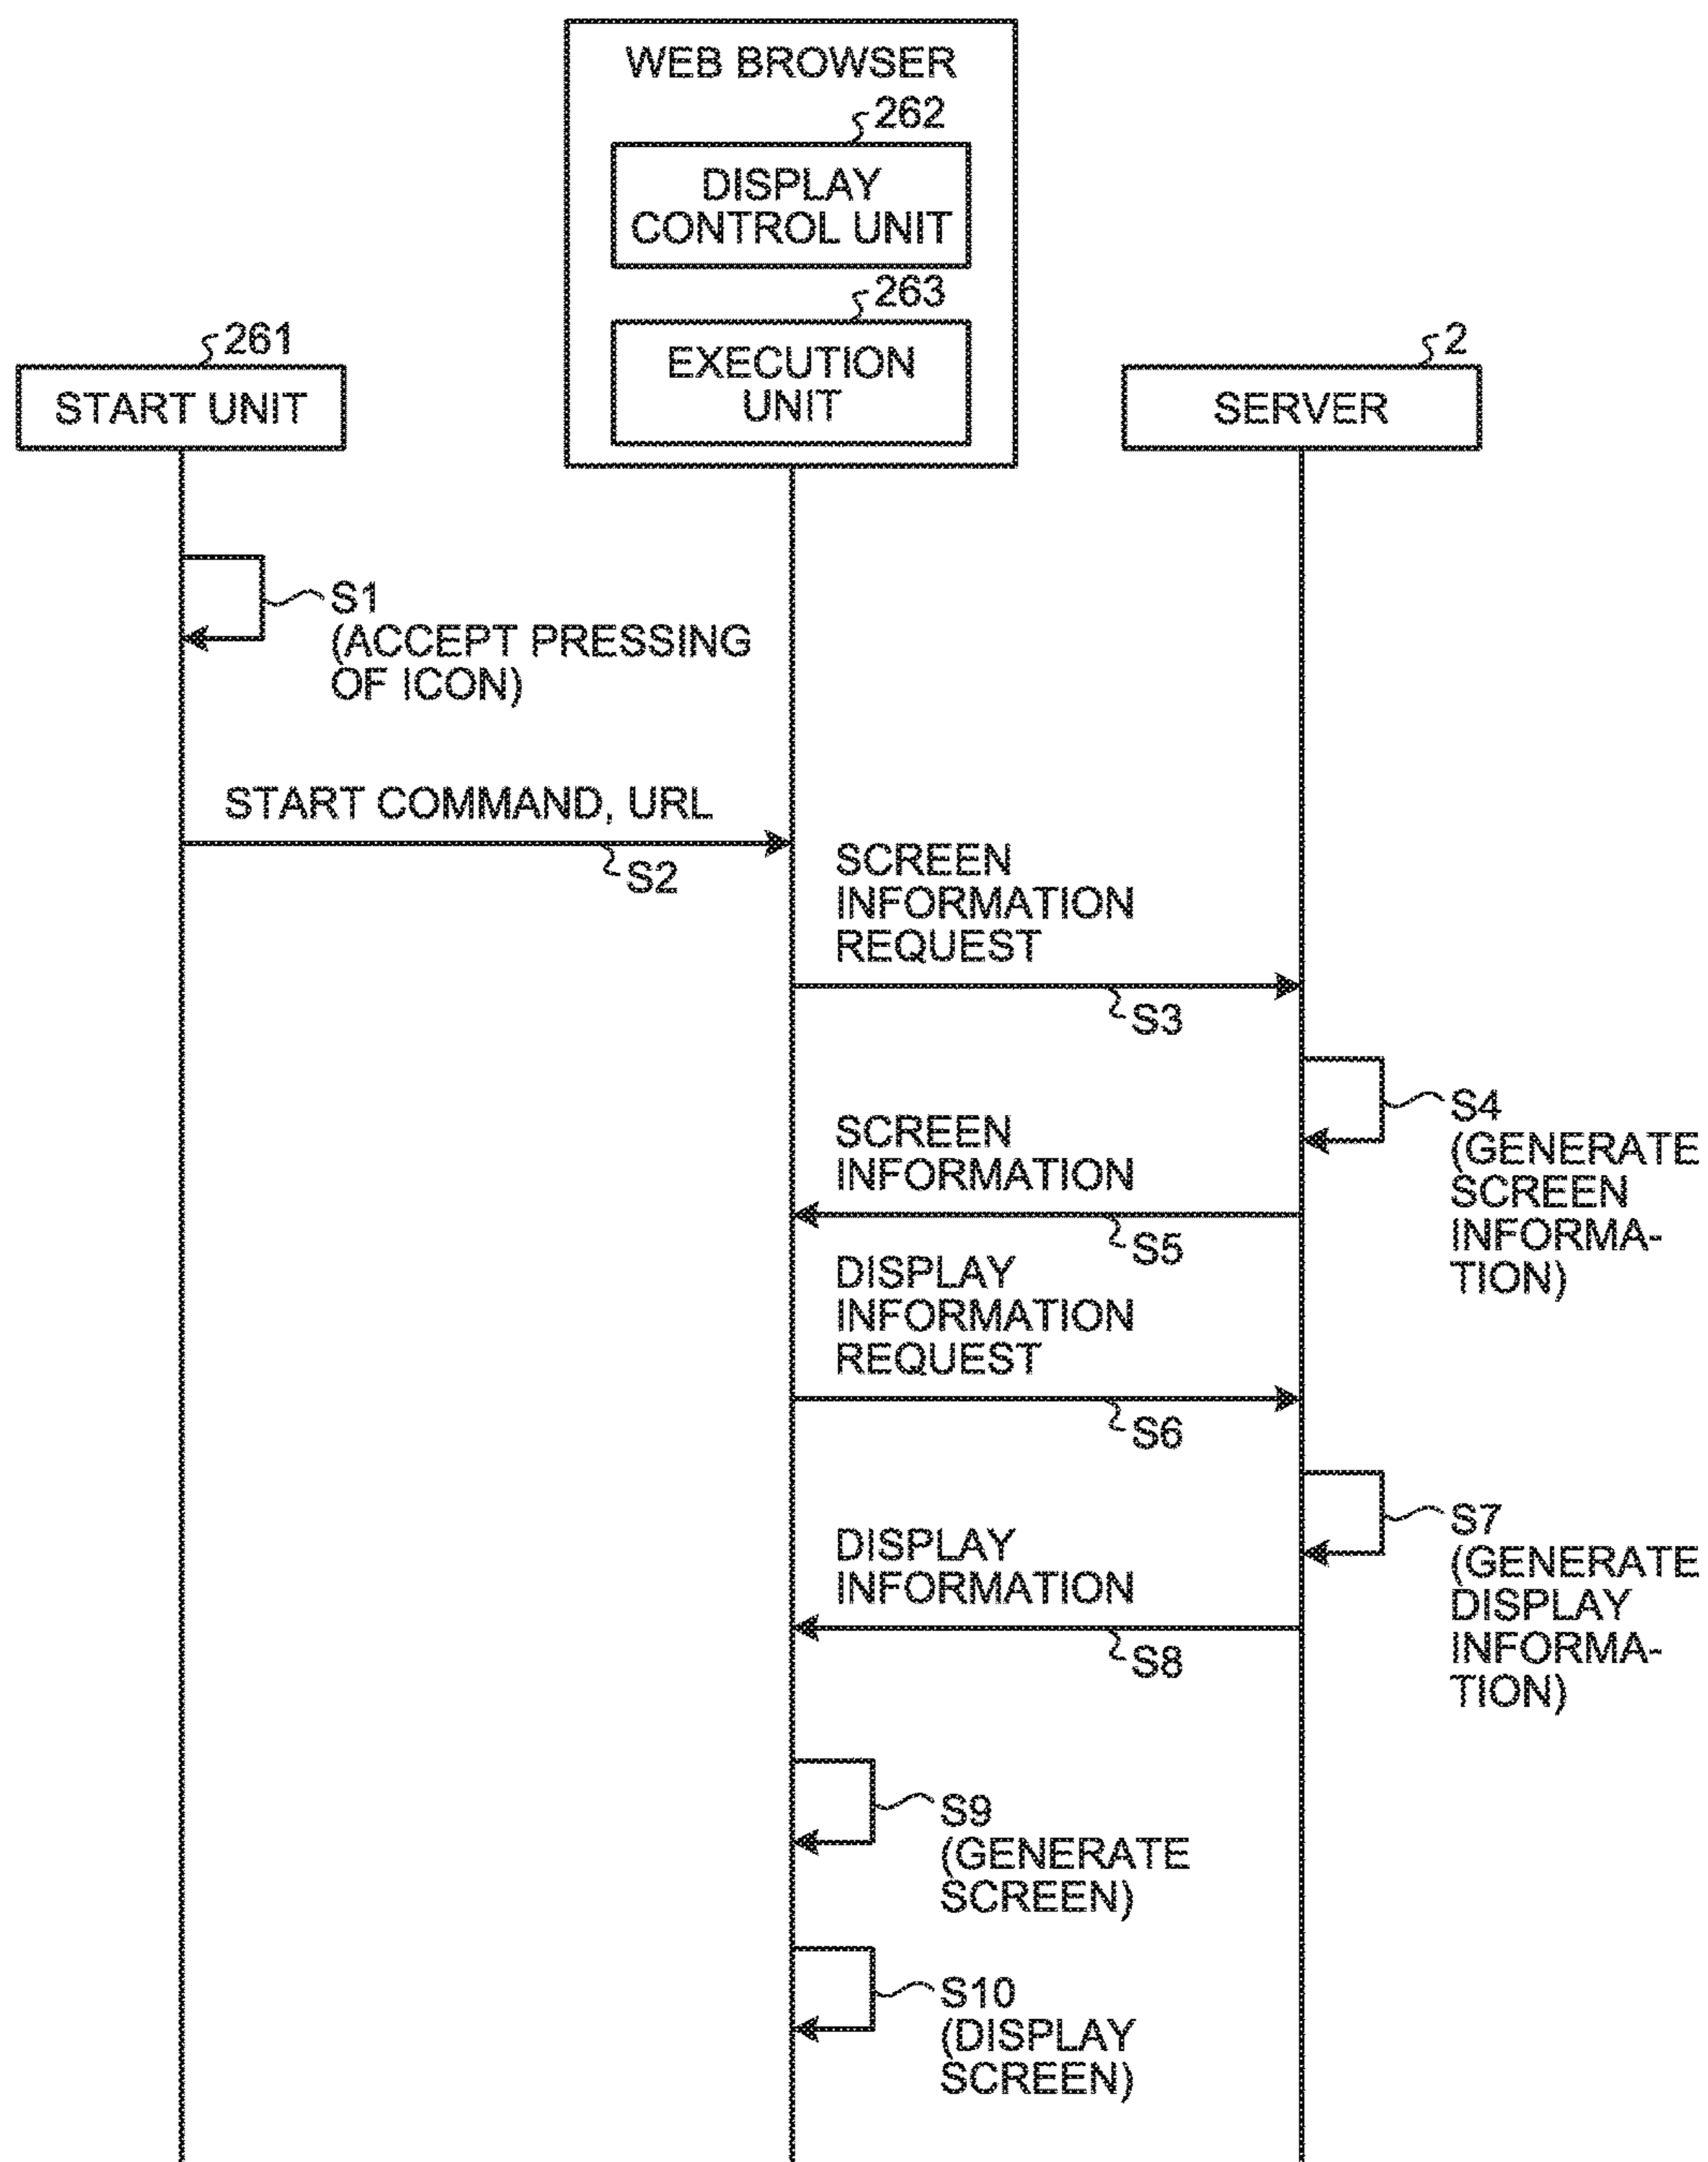 WEB BROWSER
262
DISPLAY
CONTROL UNIT
263
EXECUTION
UNIT
261
START UNIT
2
SERVER
S1
(ACCEPT PRESSING
OF ICON)
START COMMAND, URL
S2
SCREEN
INFORMATION
REQUEST
S3
S4
(GENERATE
SCREEN
INFORMA-
TION)
SCREEN
INFORMATION
S5
DISPLAY
INFORMATION
REQUEST
S6
S7
(GENERATE
DISPLAY
INFORMA-
TION)
DISPLAY
INFORMATION
S8
S9
(GENERATE
SCREEN)
S10
(DISPLAY
SCREEN)